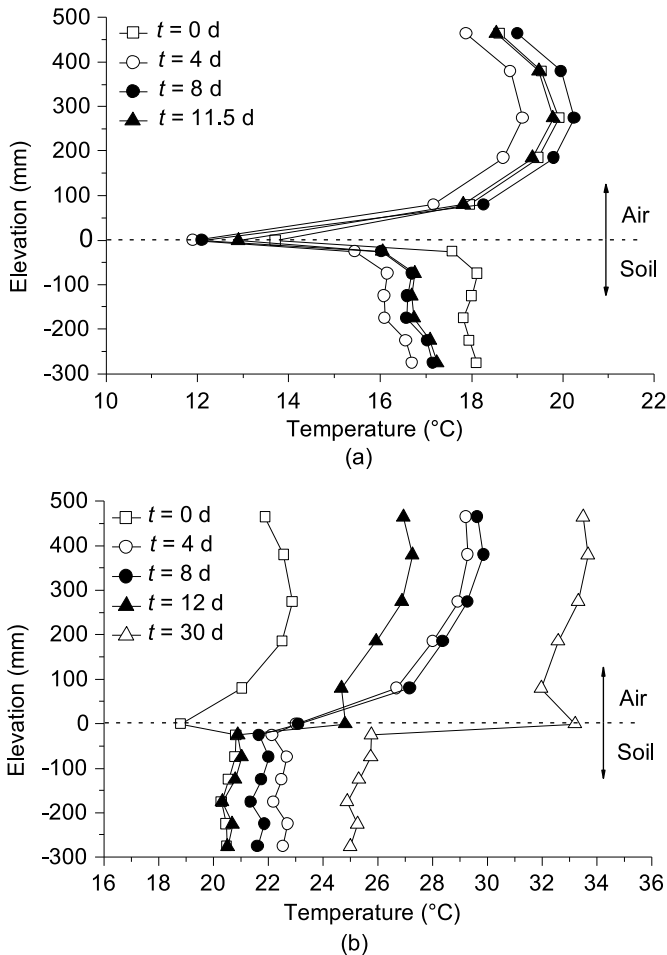 500
400
300
200
100
0
-100
-200
-300
Elevation (mm)
t = 0 d
t = 4 d
t = 8 d
t = 11.5 d
Air
Soil
10 12 14 16 18 20 22
Temperature (°C)
(a)
500
400
300
200
100
0
-100
-200
-300
Elevation (mm)
t = 0 d
t = 4 d
t = 8 d
t = 12 d
t = 30 d
Air
Soil
16 18 20 22 24 26 28 30 32 34 36
Temperature (°C)
(b)